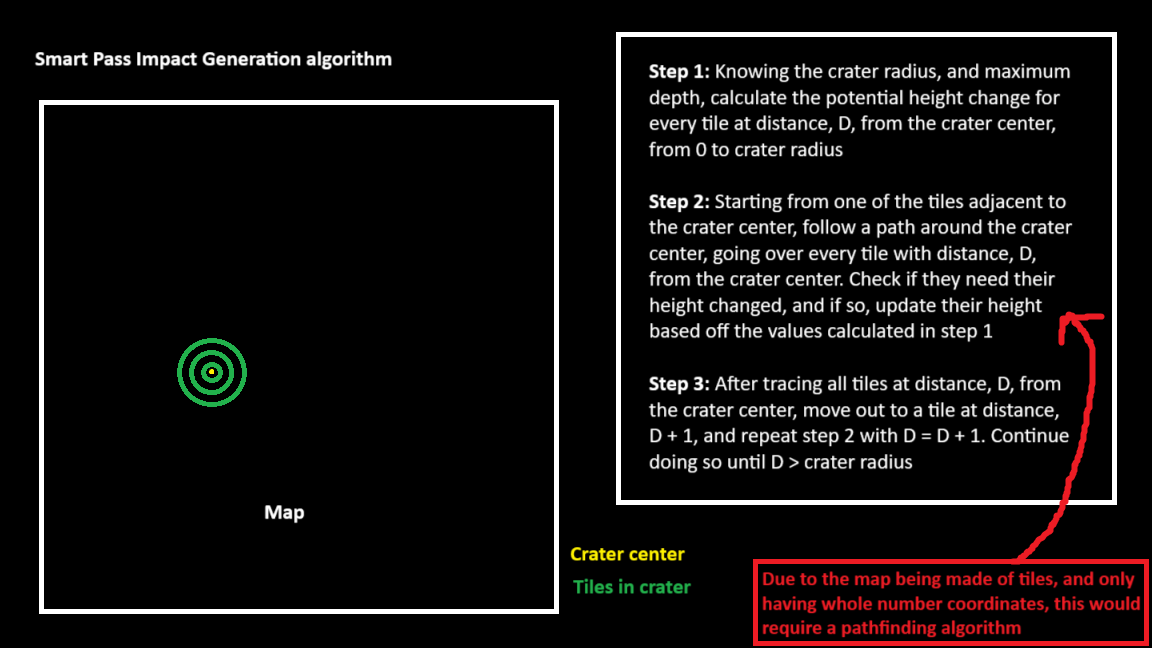 Smart Pass Impact Generation algorithm
Step 1: Knowing the crater radius, and maximum
depth, calculate the potential height change for
every tile at distance, D, from the crater center,
from 0 to crater radius
Step 2: Starting from one of the tiles adjacent to
the crater center, follow a path around the crater
center, going over every tile with distance, D,
from the crater center. Check if they need their
height changed, and if so, update their height
based off the values calculated in step 1
Step 3: After tracing all tiles at distance, D, from
the crater center, move out to a tile at distance,
D + 1, and repeat step 2 with D = D + 1. Continue
doing so until D > crater radius
Map
Crater center
Tiles in crater
Due to the map being made of tiles, and only
having whole number coordinates, this would
require a pathfinding algorithm